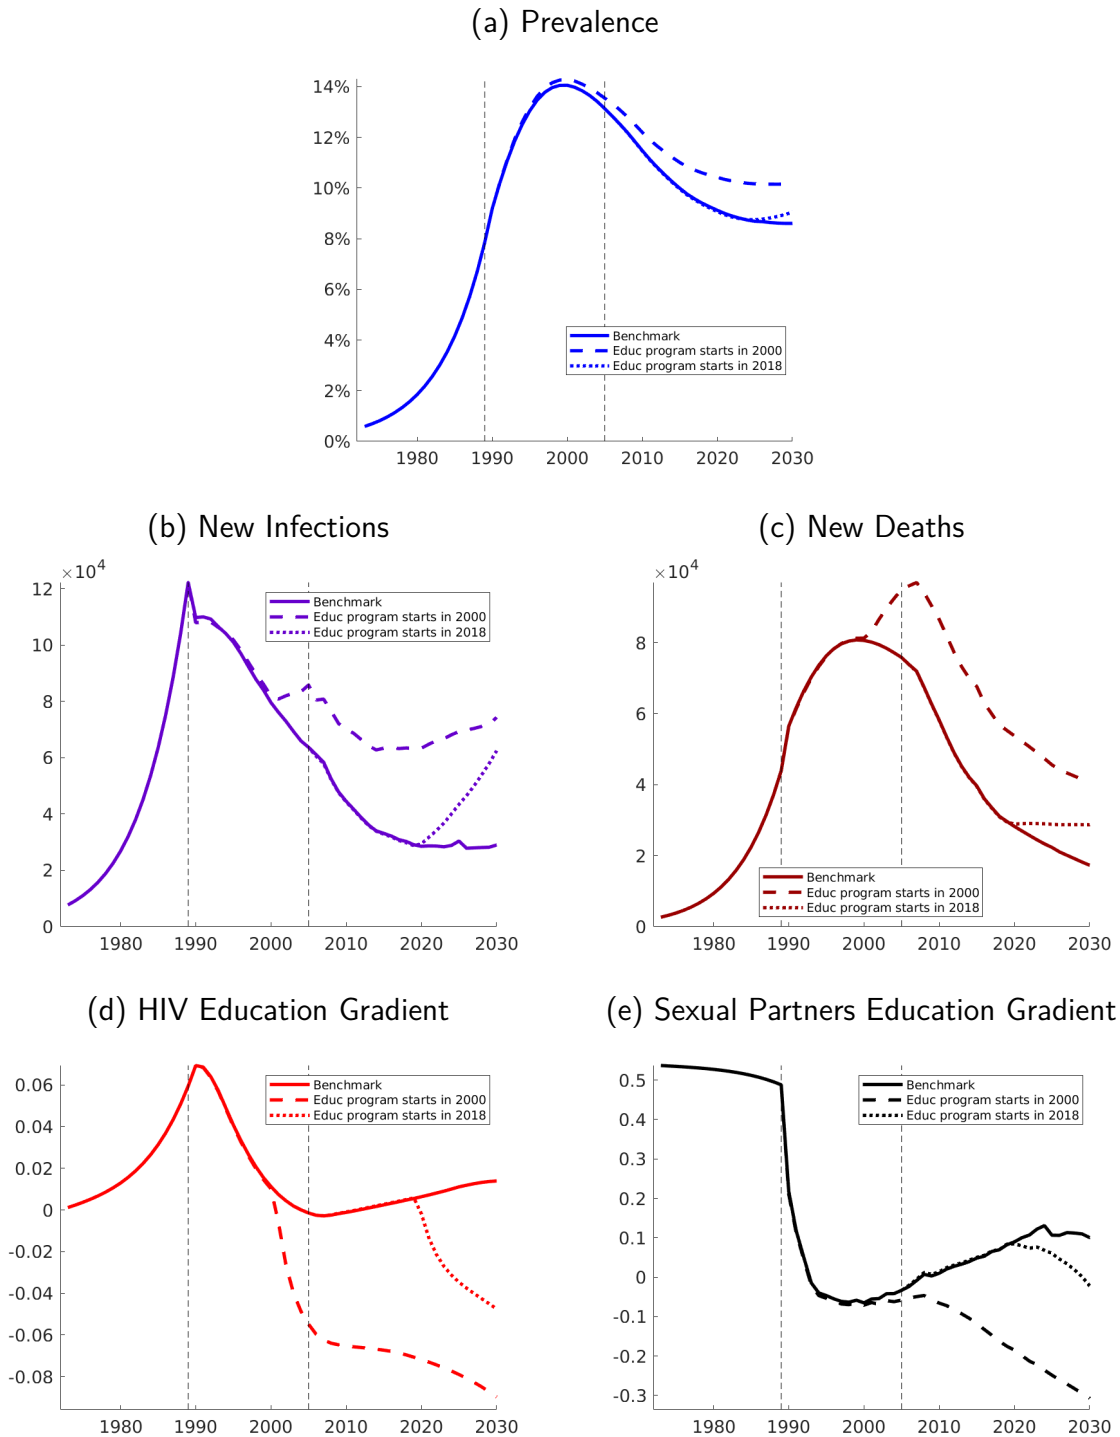 (a) Prevalence
14%
12%
10%
8%
6%
4%
2%
0%
1980 1990 2000 2010 2020 2030
Benchmark
Educ program starts in 2000
Educ program starts in 2018
(b) New Infections
×10⁴
12
10
8
6
4
2
0
1980 1990 2000 2010 2020 2030
Benchmark
Educ program starts in 2000
Educ program starts in 2018
(c) New Deaths
×10⁴
8
6
4
2
0
1980 1990 2000 2010 2020 2030
Benchmark
Educ program starts in 2000
Educ program starts in 2018
(d) HIV Education Gradient
0.06
0.04
0.02
0
-0.02
-0.04
-0.06
-0.08
1980 1990 2000 2010 2020 2030
Benchmark
Educ program starts in 2000
Educ program starts in 2018
(e) Sexual Partners Education Gradient
0.5
0.4
0.3
0.2
0.1
0
-0.1
-0.2
-0.3
1980 1990 2000 2010 2020 2030
Benchmark
Educ program starts in 2000
Educ program starts in 2018